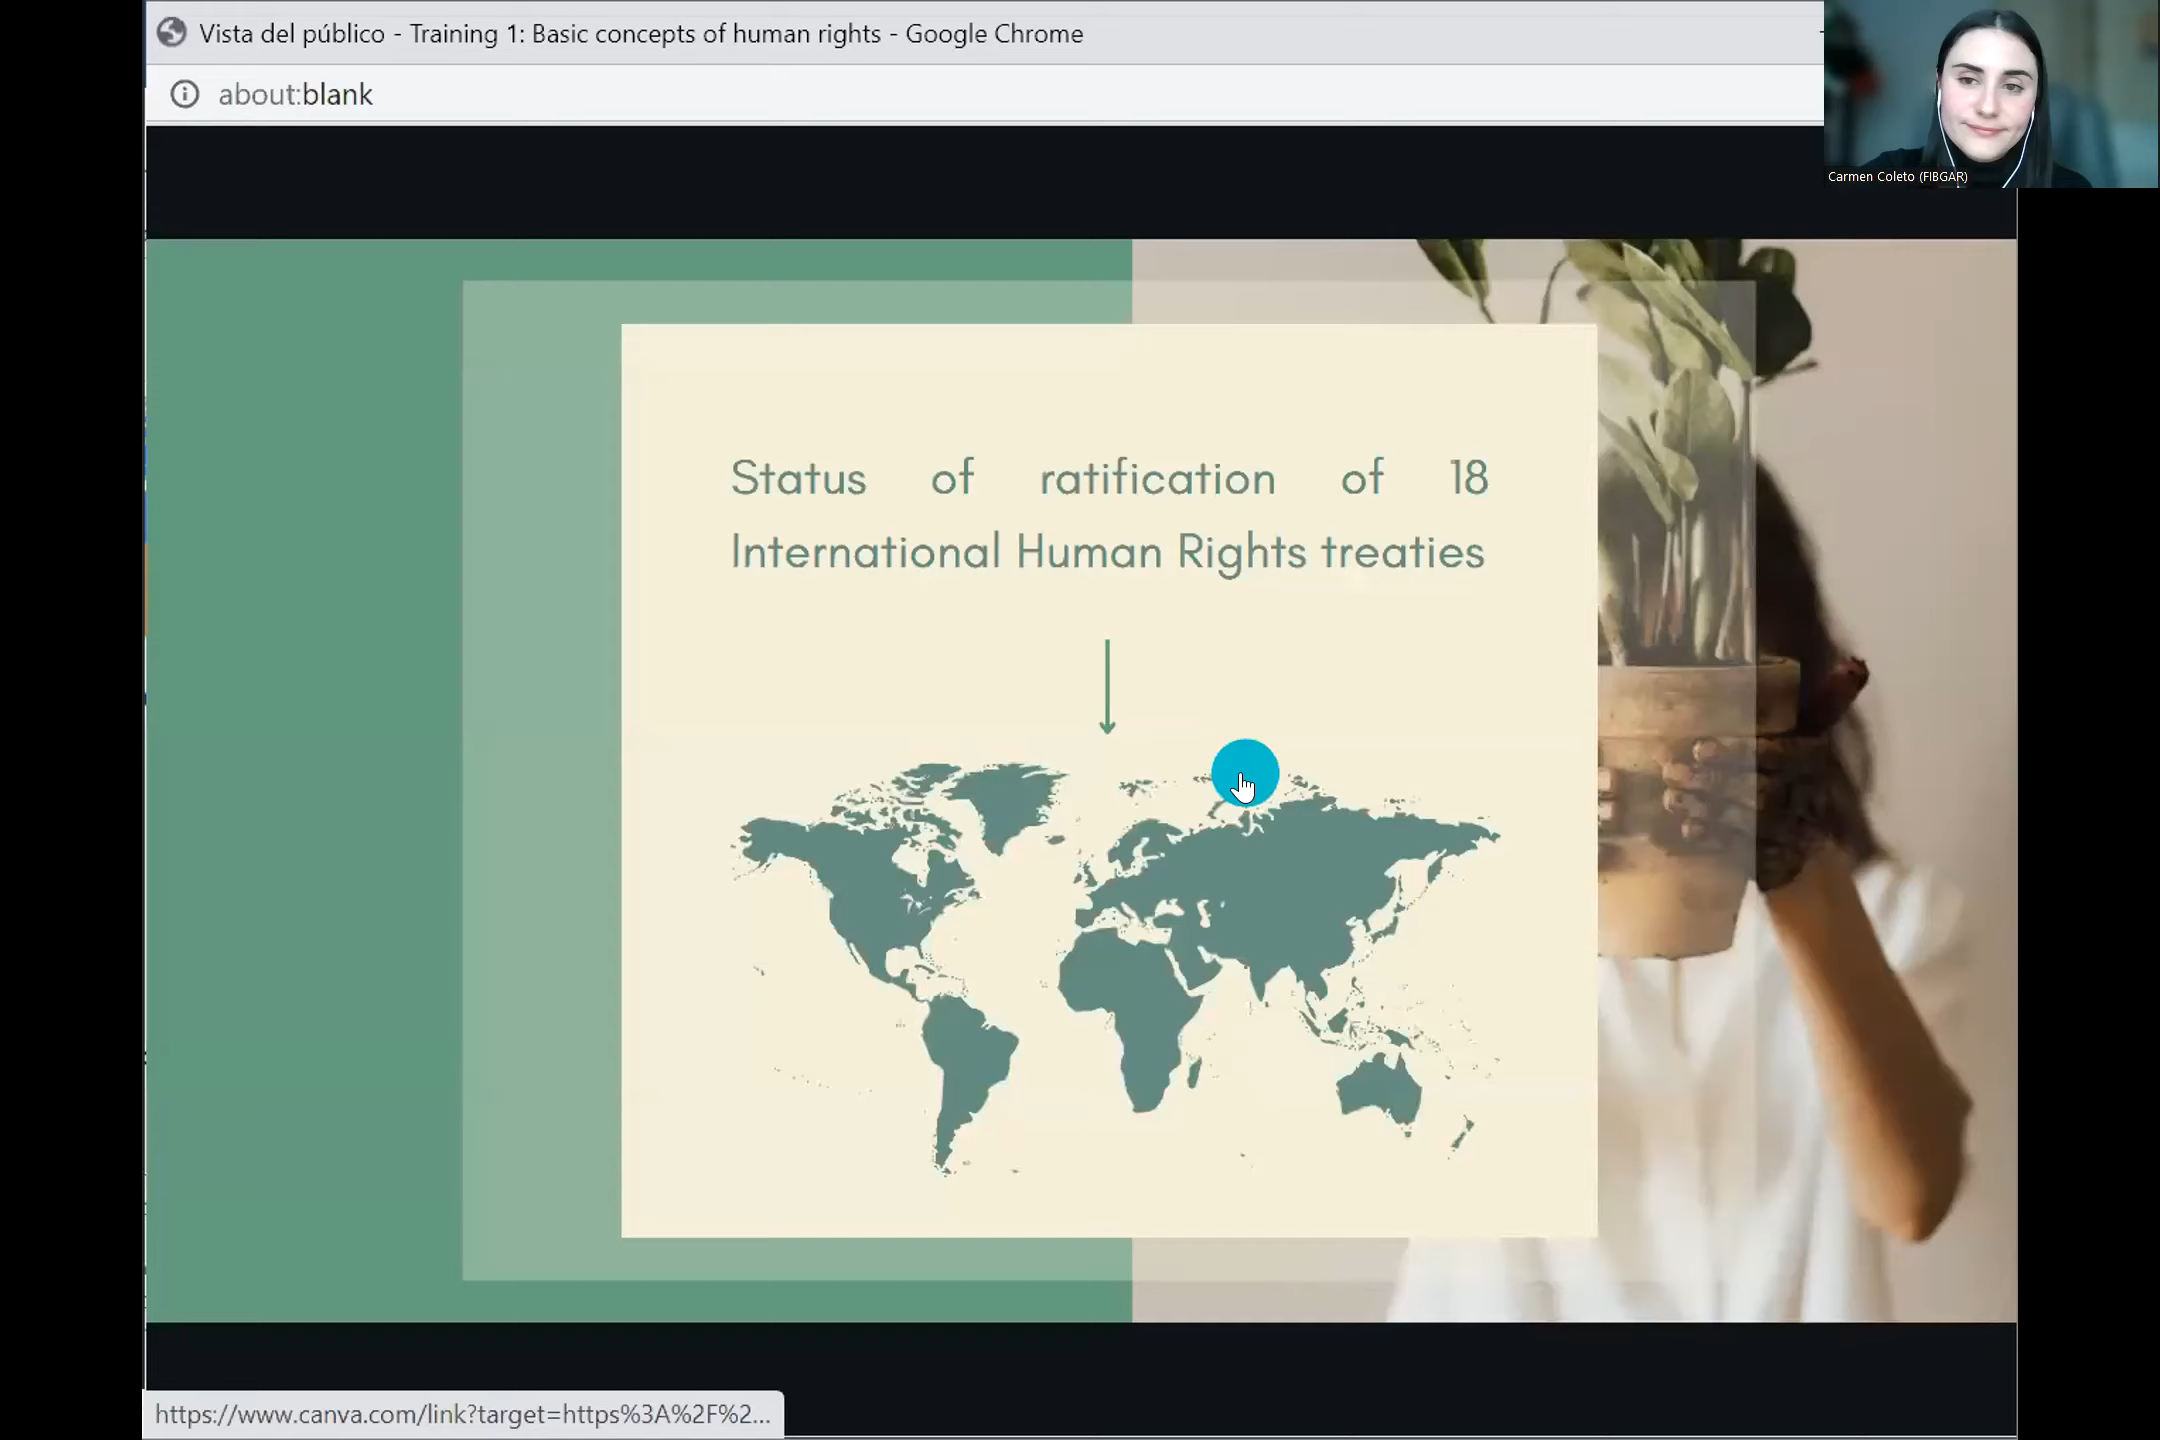 Vista del público - Training 1: Basic concepts of human rights - Google Chrome
about:blank
Carmen Coleto (FIBGAR)
Status of ratification of 18
International Human Rights treaties
https://www.canva.com/link?target=https%3A%2F%2...